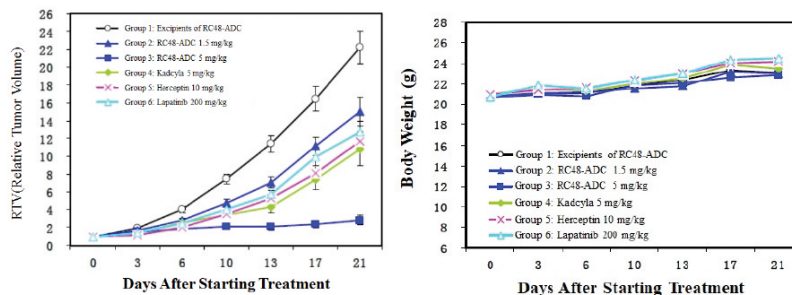 RTV(Relative Tumor Volume)
26
24
22
20
18
16
14
12
10
8
6
4
2
0
Group 1: Excipients of RC48-ADC
Group 2: RC48-ADC 1.5 mg/kg
Group 3: RC48-ADC 5 mg/kg
Group 4: Kadcyla 5 mg/kg
Group 5: Herceptin 10 mg/kg
Group 6: Lapatinib 200 mg/kg
0 3 6 10 13 17 21
Days After Starting Treatment
Body Weight (g)
28
26
24
22
20
18
16
14
12
10
8
6
Group 1: Excipients of RC48-ADC
Group 2: RC48-ADC 1.5 mg/kg
Group 3: RC48-ADC 5 mg/kg
Group 4: Kadcyla 5 mg/kg
Group 5: Herceptin 10 mg/kg
Group 6: Lapatinib 200 mg/kg
0 3 6 10 13 17 21
Days After Starting Treatment